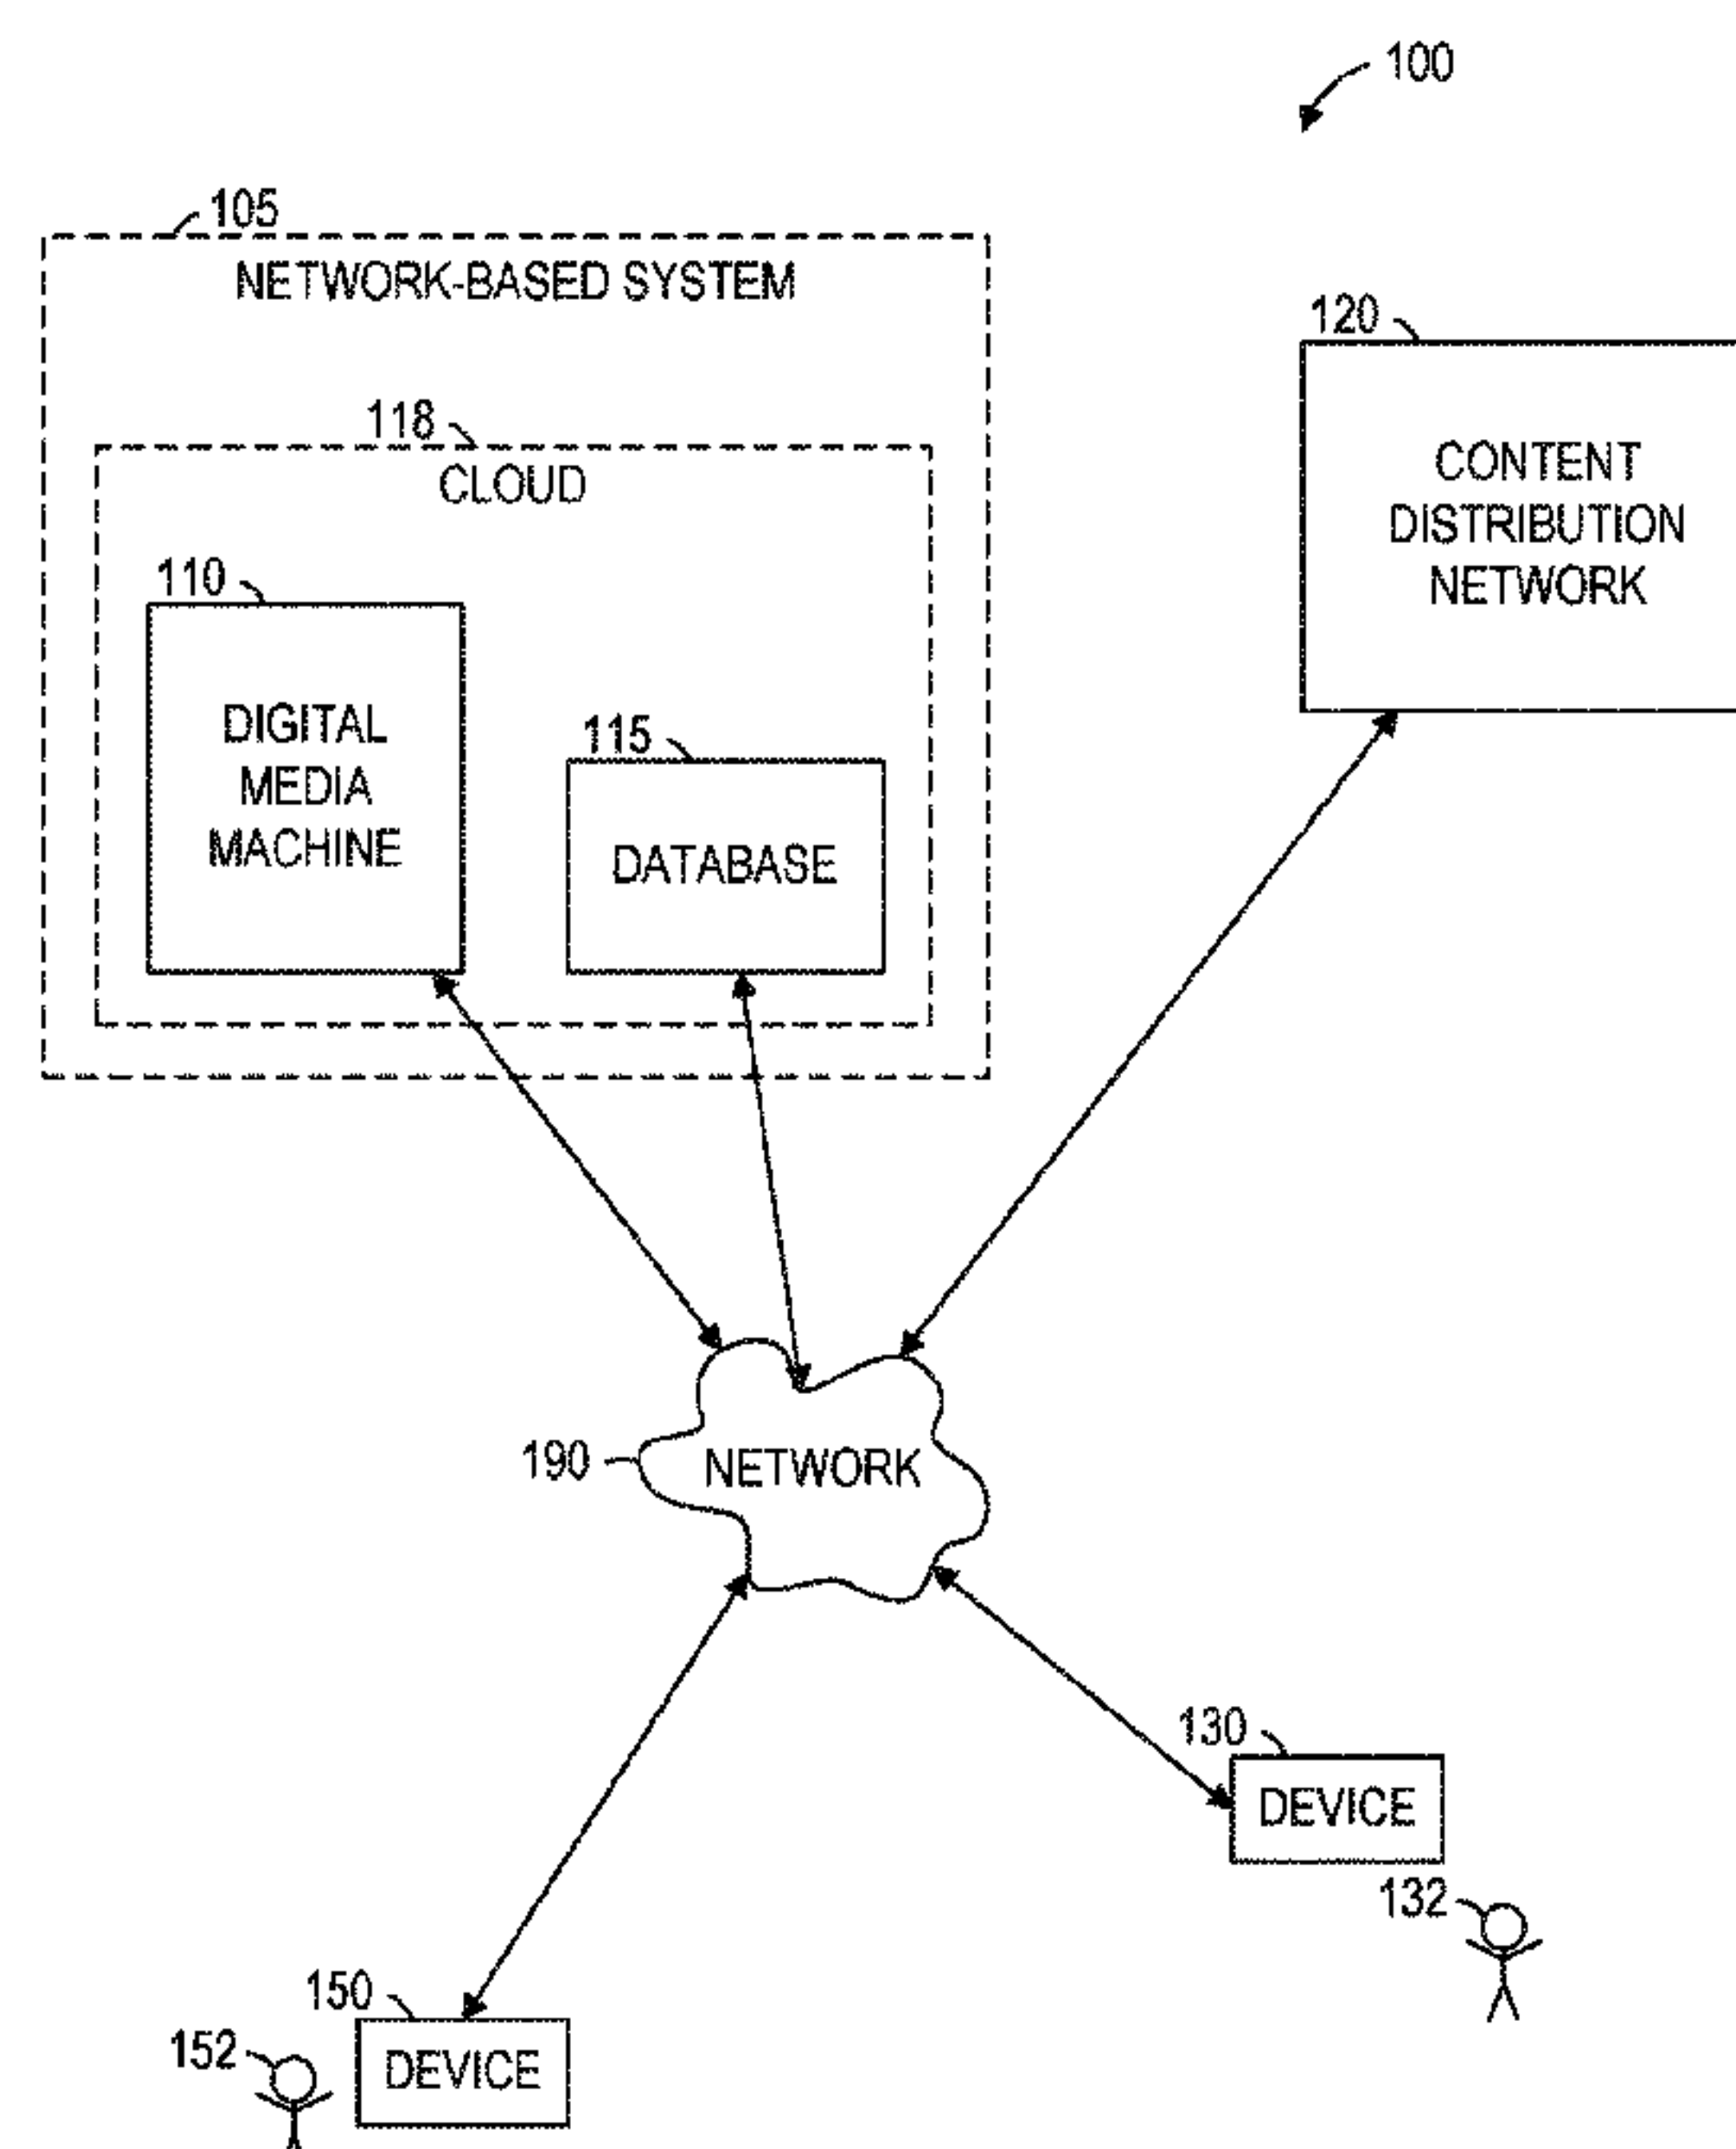 100
105
NETWORK-BASED SYSTEM
120
118
CLOUD
CONTENT
DISTRIBUTION
NETWORK
110
DIGITAL
MEDIA
MACHINE
115
DATABASE
190
NETWORK
130
DEVICE
132
150
DEVICE
152